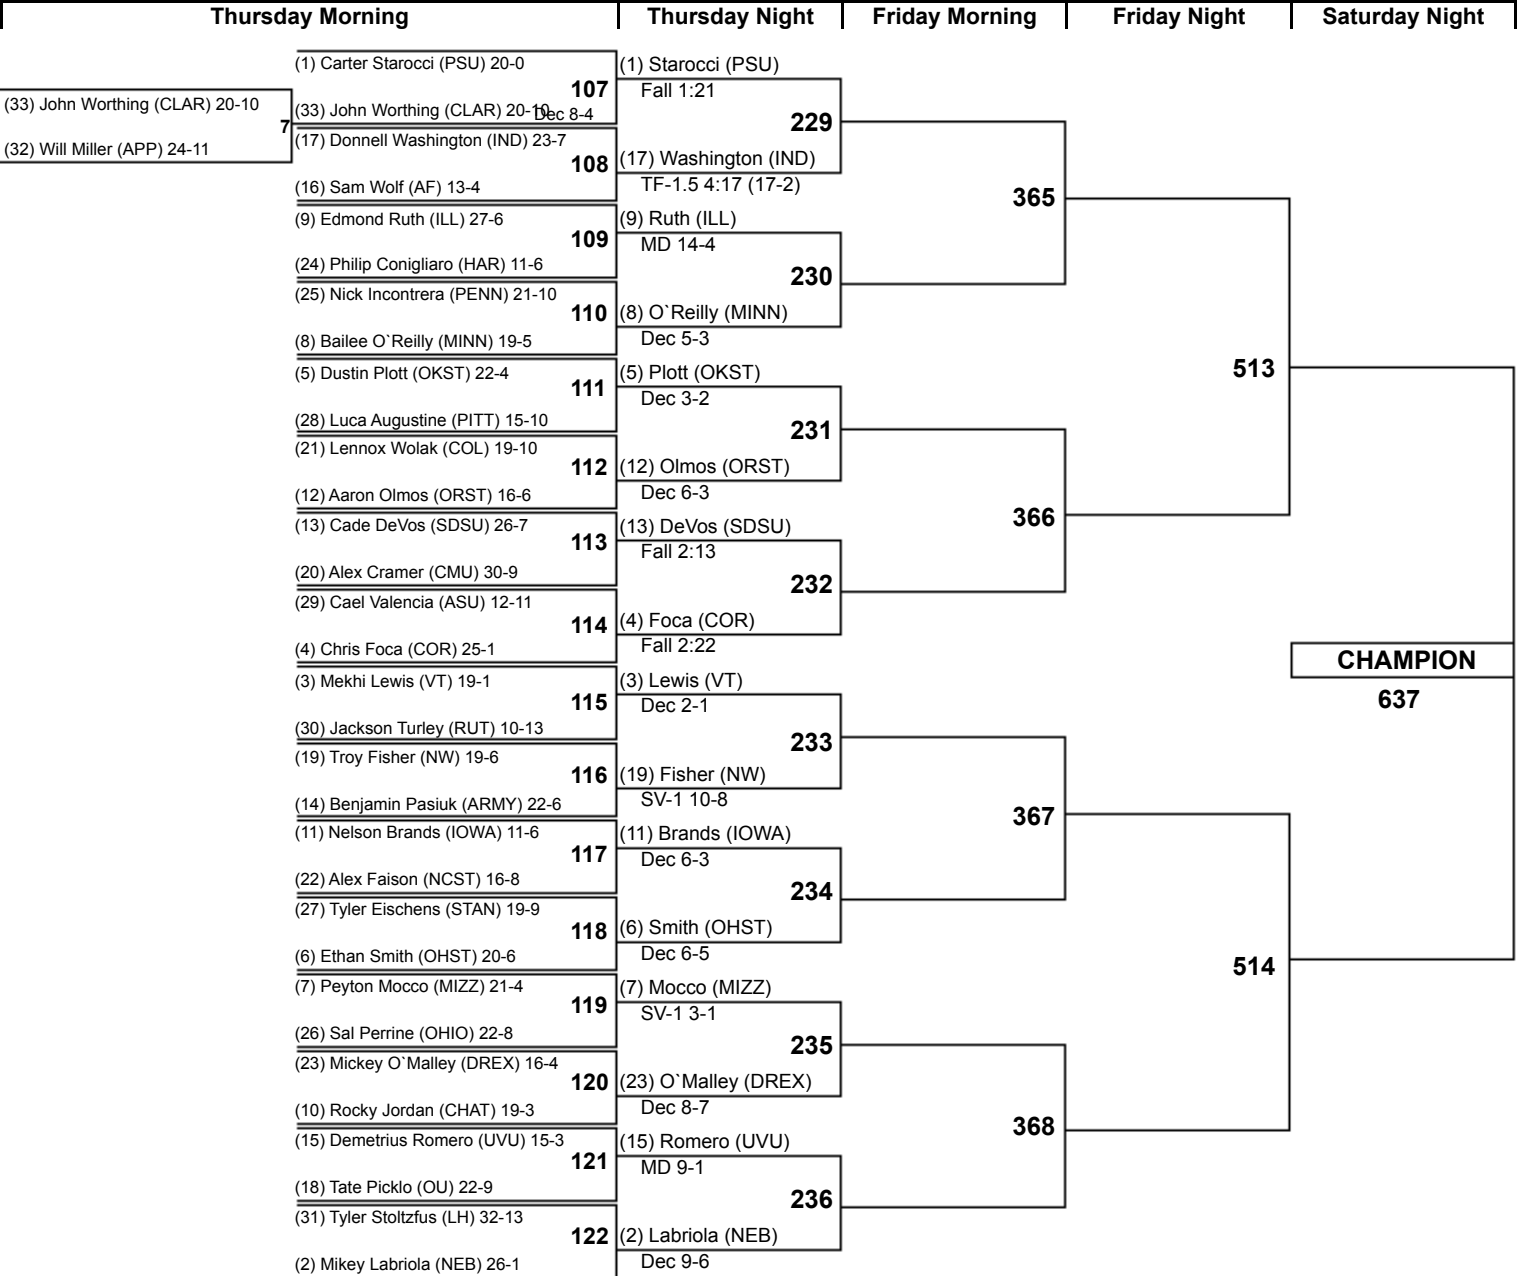 Thursday Morning
Thursday Night
Friday Morning
Friday Night
Saturday Night
(33) John Worthing (CLAR) 20-10
7
(32) Will Miller (APP) 24-11
(1) Carter Starocci (PSU) 20-0
107
(33) John Worthing (CLAR) 20-10
Dec 8-4
(17) Donnell Washington (IND) 23-7
108
(16) Sam Wolf (AF) 13-4
(9) Edmond Ruth (ILL) 27-6
109
(24) Philip Conigliaro (HAR) 11-6
(25) Nick Incontrera (PENN) 21-10
110
(8) Bailee O`Reilly (MINN) 19-5
(5) Dustin Plott (OKST) 22-4
111
(28) Luca Augustine (PITT) 15-10
(21) Lennox Wolak (COL) 19-10
112
(12) Aaron Olmos (ORST) 16-6
(13) Cade DeVos (SDSU) 26-7
113
(20) Alex Cramer (CMU) 30-9
(29) Cael Valencia (ASU) 12-11
114
(4) Chris Foca (COR) 25-1
(3) Mekhi Lewis (VT) 19-1
115
(30) Jackson Turley (RUT) 10-13
(19) Troy Fisher (NW) 19-6
116
(14) Benjamin Pasiuk (ARMY) 22-6
(11) Nelson Brands (IOWA) 11-6
117
(22) Alex Faison (NCST) 16-8
(27) Tyler Eischens (STAN) 19-9
118
(6) Ethan Smith (OHST) 20-6
(7) Peyton Mocco (MIZZ) 21-4
119
(26) Sal Perrine (OHIO) 22-8
(23) Mickey O`Malley (DREX) 16-4
120
(10) Rocky Jordan (CHAT) 19-3
(15) Demetrius Romero (UVU) 15-3
121
(18) Tate Picklo (OU) 22-9
(31) Tyler Stoltzfus (LH) 32-13
122
(2) Mikey Labriola (NEB) 26-1
(1) Starocci (PSU)
Fall 1:21
229
(17) Washington (IND)
TF-1.5 4:17 (17-2)
(9) Ruth (ILL)
MD 14-4
230
(8) O`Reilly (MINN)
Dec 5-3
(5) Plott (OKST)
Dec 3-2
231
(12) Olmos (ORST)
Dec 6-3
(13) DeVos (SDSU)
Fall 2:13
232
(4) Foca (COR)
Fall 2:22
(3) Lewis (VT)
Dec 2-1
233
(19) Fisher (NW)
SV-1 10-8
(11) Brands (IOWA)
Dec 6-3
234
(6) Smith (OHST)
Dec 6-5
(7) Mocco (MIZZ)
SV-1 3-1
235
(23) O`Malley (DREX)
Dec 8-7
(15) Romero (UVU)
MD 9-1
236
(2) Labriola (NEB)
Dec 9-6
365
366
367
368
513
514
CHAMPION
637